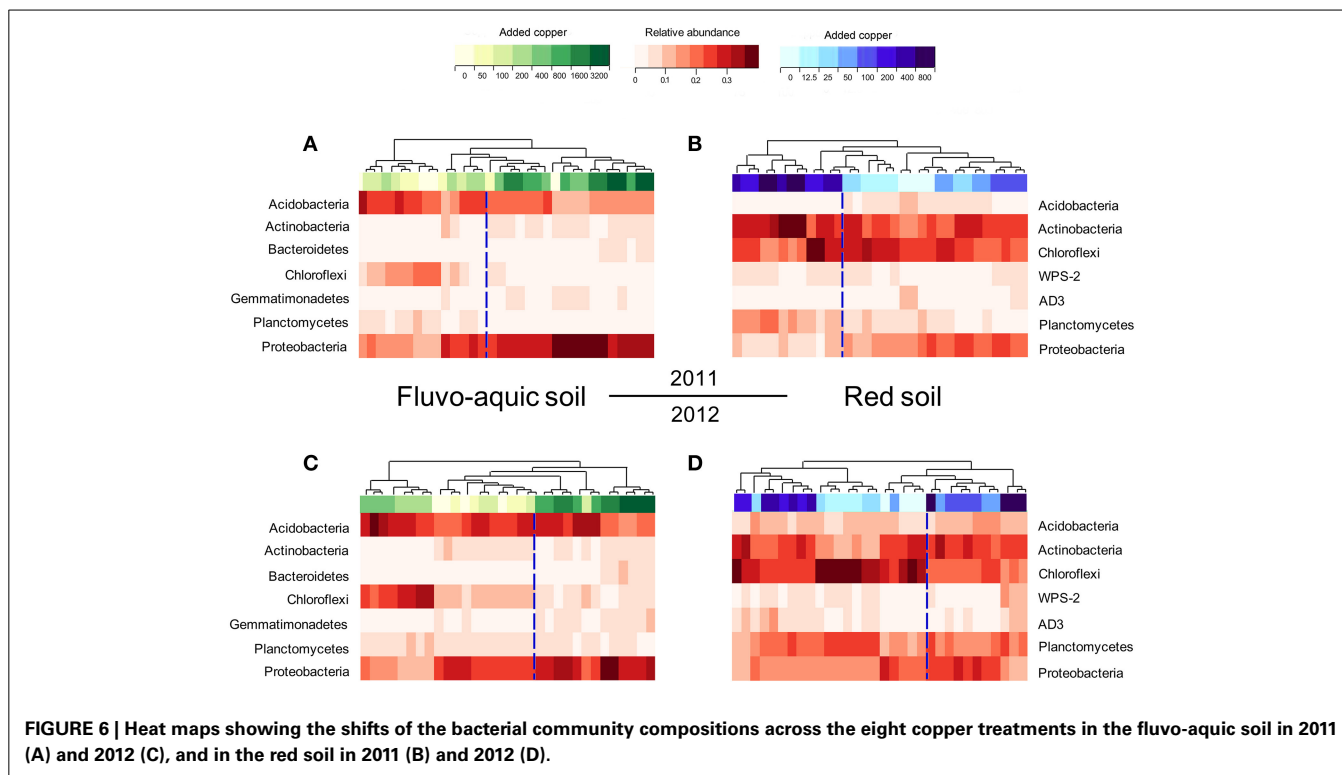 Added copper
0 50 100 200 400 800 1600 3200
Relative abundance
0 0.1 0.2 0.3
Added copper
0 12.5 25 50 100 200 400 800
A
Acidobacteria
Actinobacteria
Bacteroidetes
Chloroflexi
Gemmatimonadetes
Planctomycetes
Proteobacteria
B
Acidobacteria
Actinobacteria
Chloroflexi
WPS-2
AD3
Planctomycetes
Proteobacteria
Fluvo-aquic soil
2011
2012
Red soil
C
Acidobacteria
Actinobacteria
Bacteroidetes
Chloroflexi
Gemmatimonadetes
Planctomycetes
Proteobacteria
D
Acidobacteria
Actinobacteria
Chloroflexi
WPS-2
AD3
Planctomycetes
Proteobacteria
FIGURE 6 | Heat maps showing the shifts of the bacterial community compositions across the eight copper treatments in the fluvo-aquic soil in 2011
(A) and 2012 (C), and in the red soil in 2011 (B) and 2012 (D).